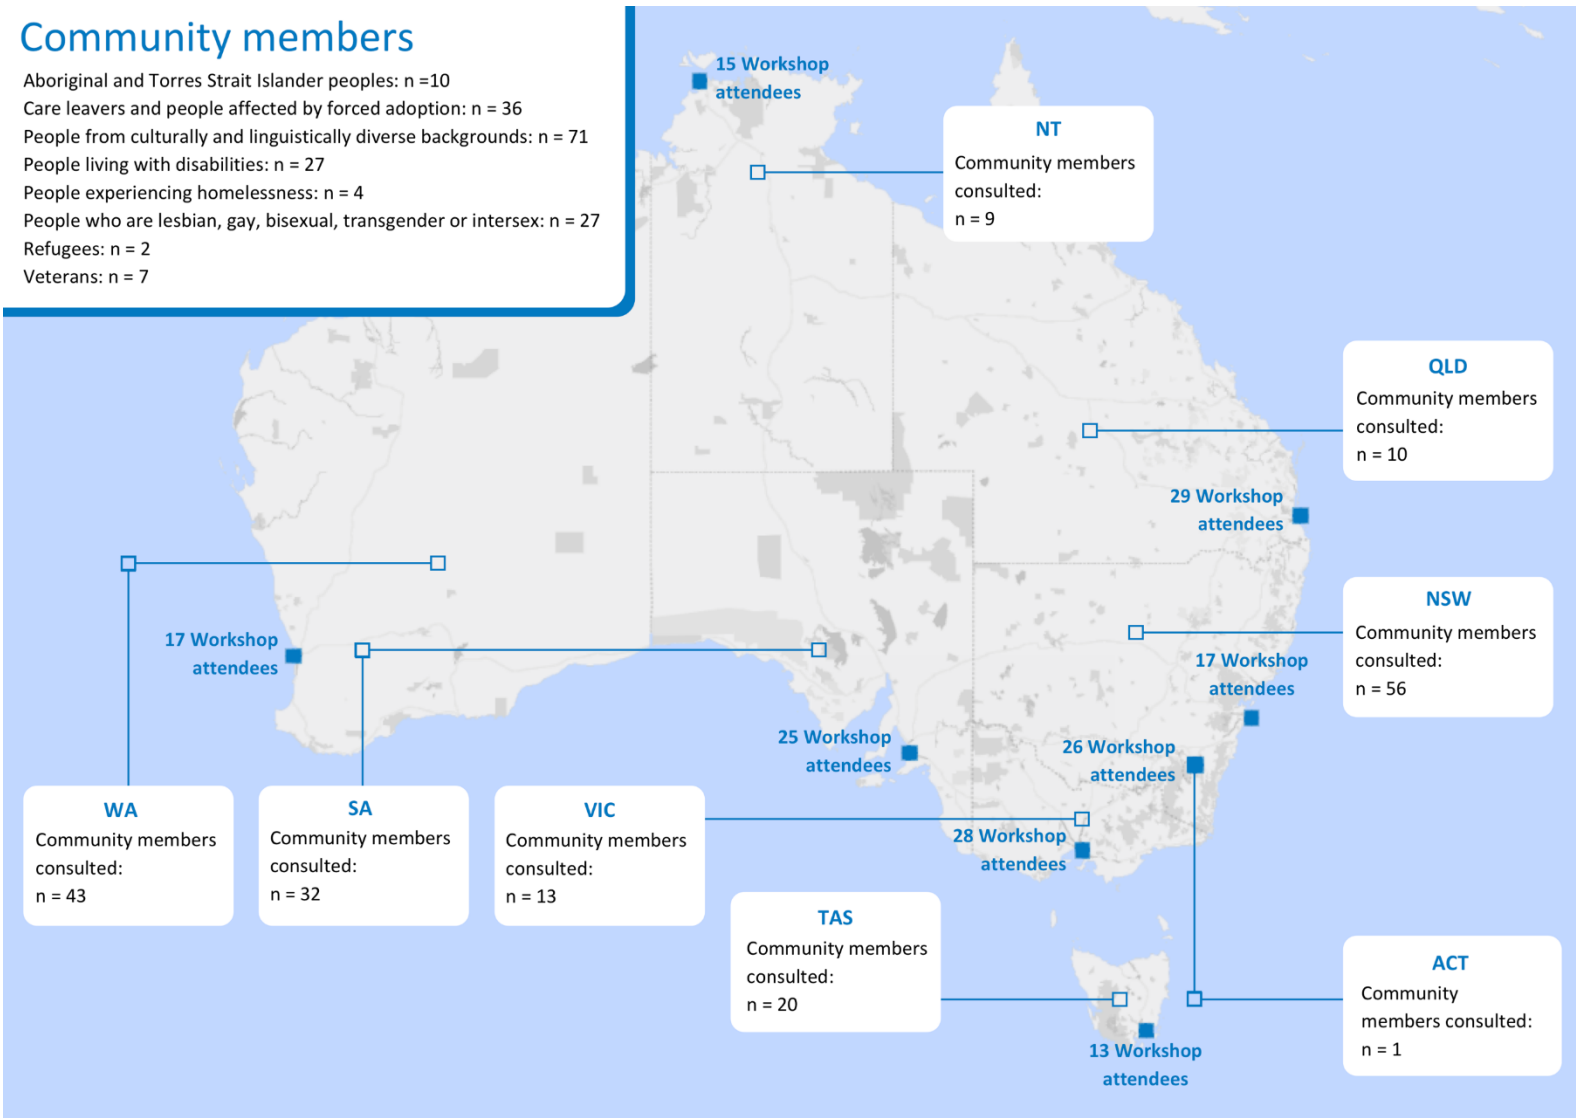 Community members
Aboriginal and Torres Strait Islander peoples: n =10
Care leavers and people affected by forced adoption: n = 36
People from culturally and linguistically diverse backgrounds: n = 71
People living with disabilities: n = 27
People experiencing homelessness: n = 4
People who are lesbian, gay, bisexual, transgender or intersex: n = 27
Refugees: n = 2
Veterans: n = 7
15 Workshop
attendees
NT
Community members
consulted:
n = 9
QLD
Community members
consulted:
n = 10
29 Workshop
attendees
NSW
Community members
consulted:
n = 56
17 Workshop
attendees
17 Workshop
attendees
25 Workshop
attendees
26 Workshop
attendees
28 Workshop
attendees
WA
Community members
consulted:
n = 43
SA
Community members
consulted:
n = 32
VIC
Community members
consulted:
n = 13
TAS
Community members
consulted:
n = 20
ACT
Community
members consulted:
n = 1
13 Workshop
attendees